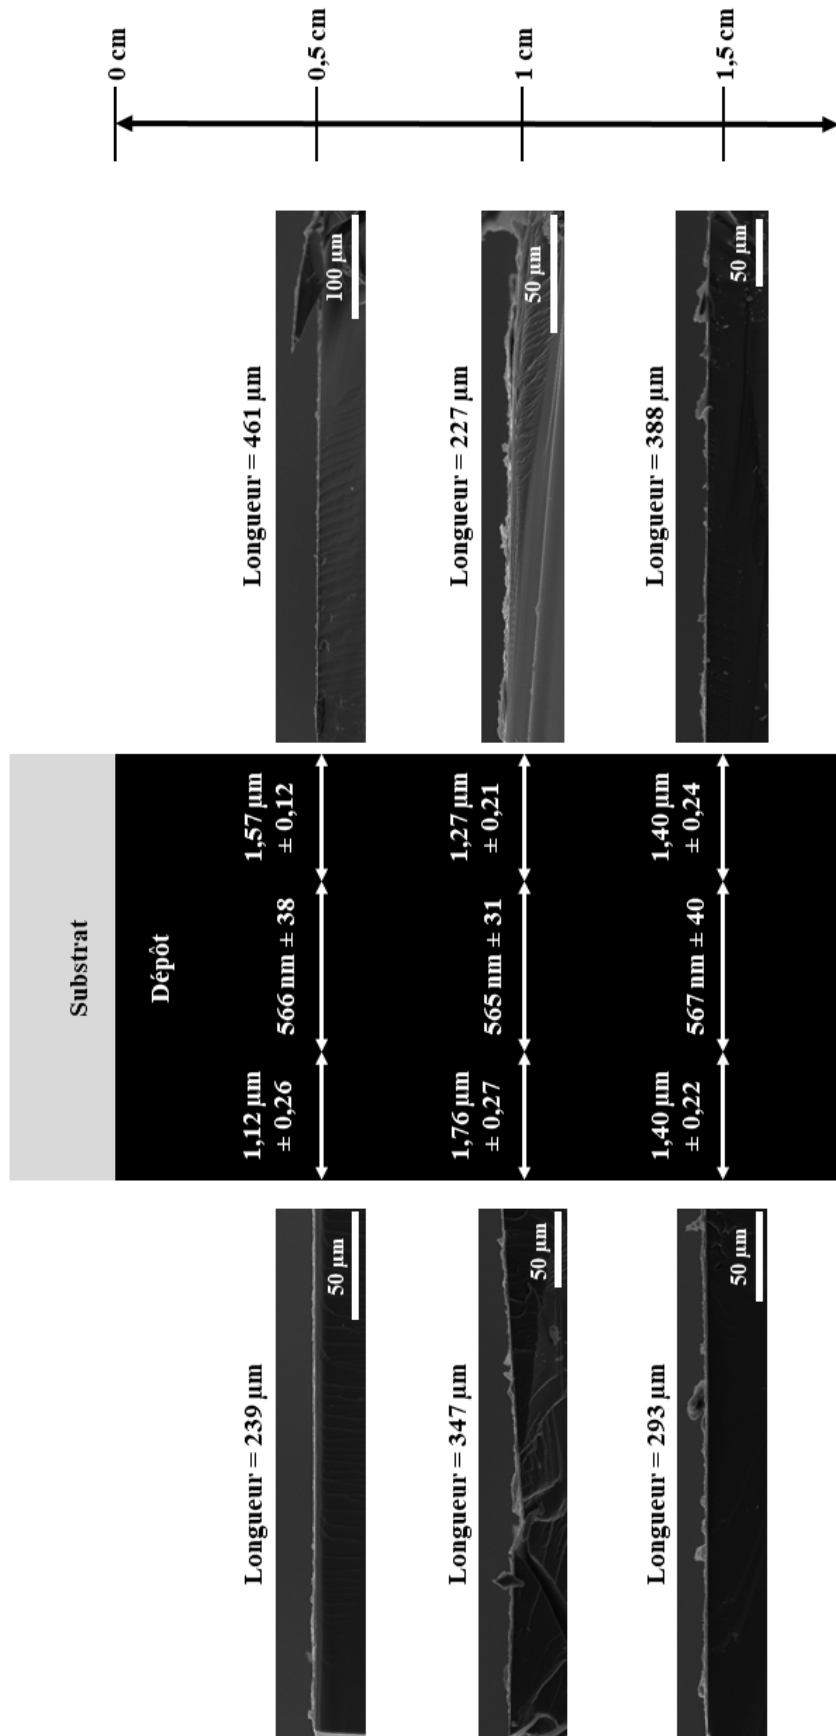 Substrat
0 cm
Dépôt
Longueur = 239 µm
50 µm
1,12 µm
± 0,26
566 nm ± 38
1,57 µm
± 0,12
Longueur = 461 µm
100 µm
0,5 cm
Longueur = 347 µm
50 µm
1,76 µm
± 0,27
565 nm ± 31
1,27 µm
± 0,21
Longueur = 227 µm
50 µm
1 cm
Longueur = 293 µm
50 µm
1,40 µm
± 0,22
567 nm ± 40
1,40 µm
± 0,24
Longueur = 388 µm
50 µm
1,5 cm